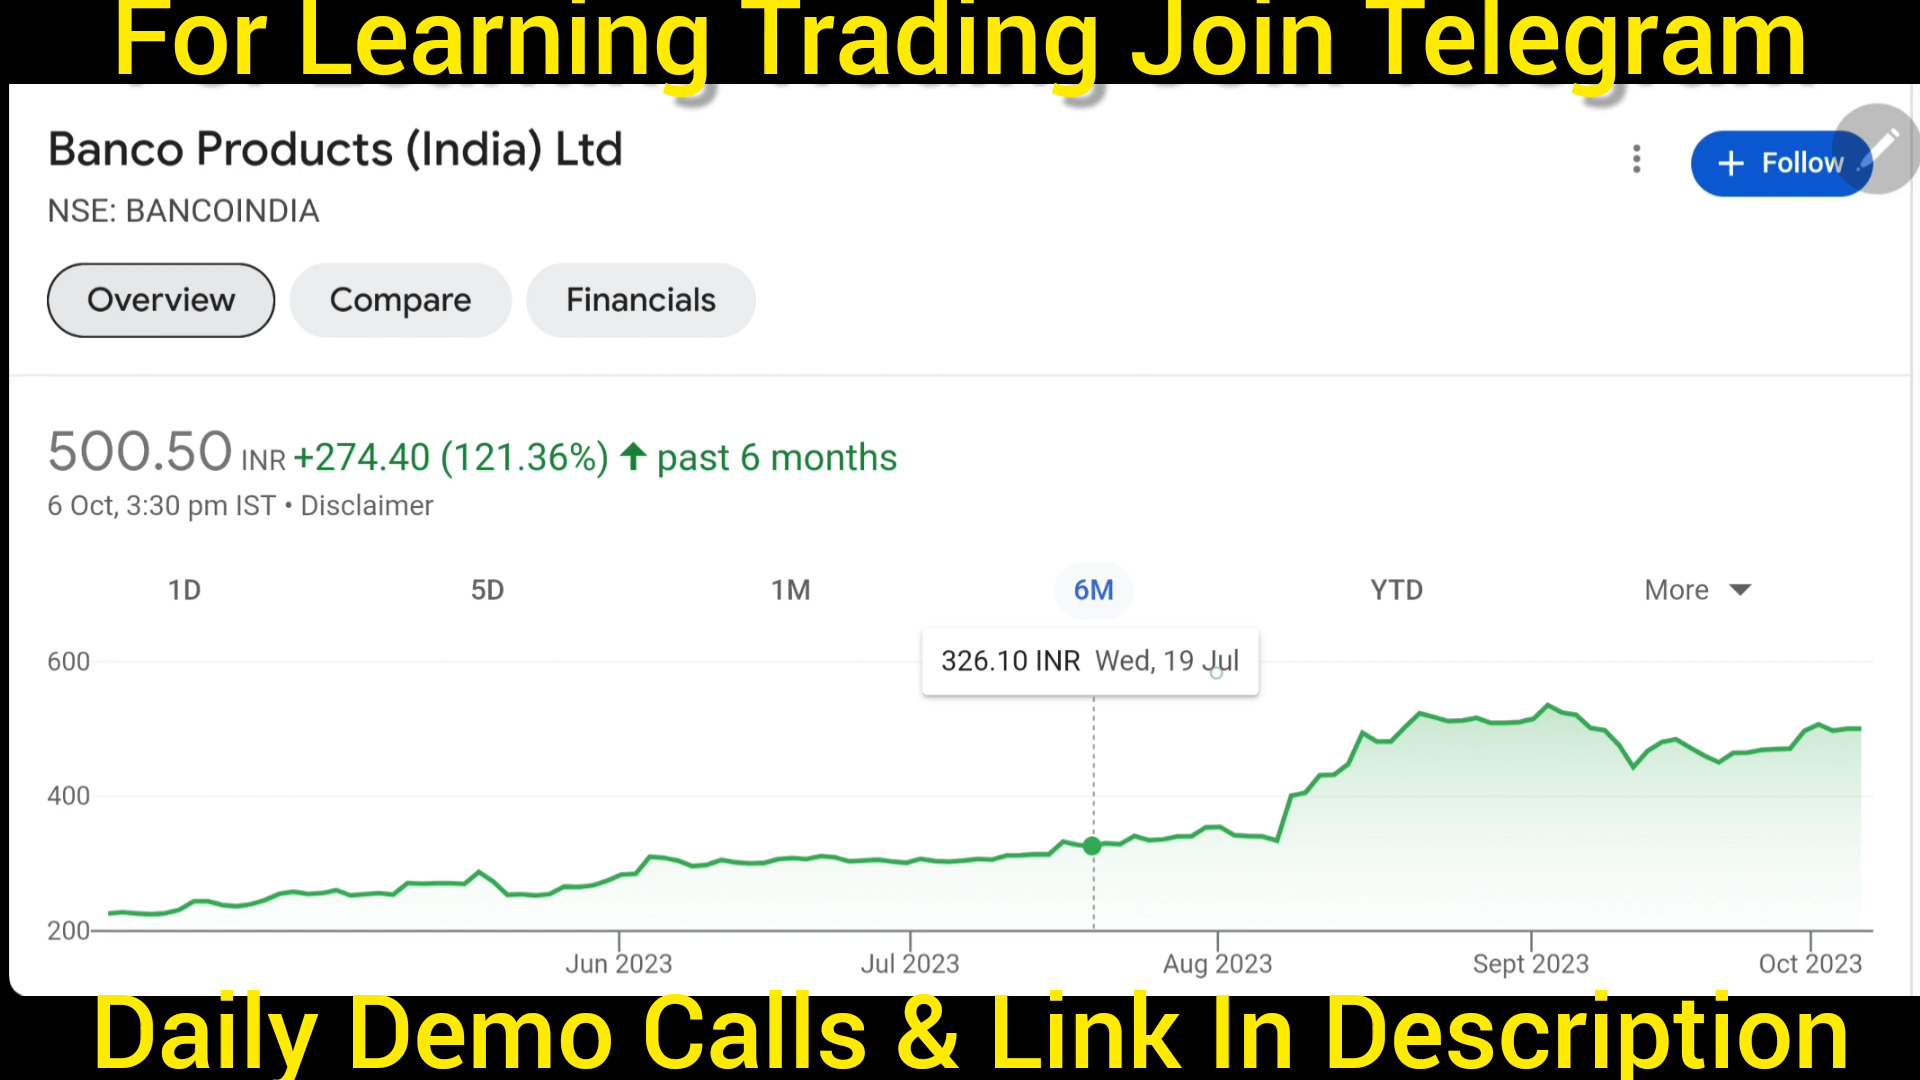 For Learning Trading Join Telegram
Banco Products (India) Ltd
+ Follow
NSE: BANCOINDIA
Overview Compare Financials
500.50 INR +274.40 (121.36%) ↑ past 6 months
6 Oct, 3:30 pm IST • Disclaimer
1D 5D 1M 6M YTD More
326.10 INR Wed, 19 Jul
600
400
200
Jun 2023 Jul 2023 Aug 2023 Sept 2023 Oct 2023
Daily Demo Calls & Link In Description